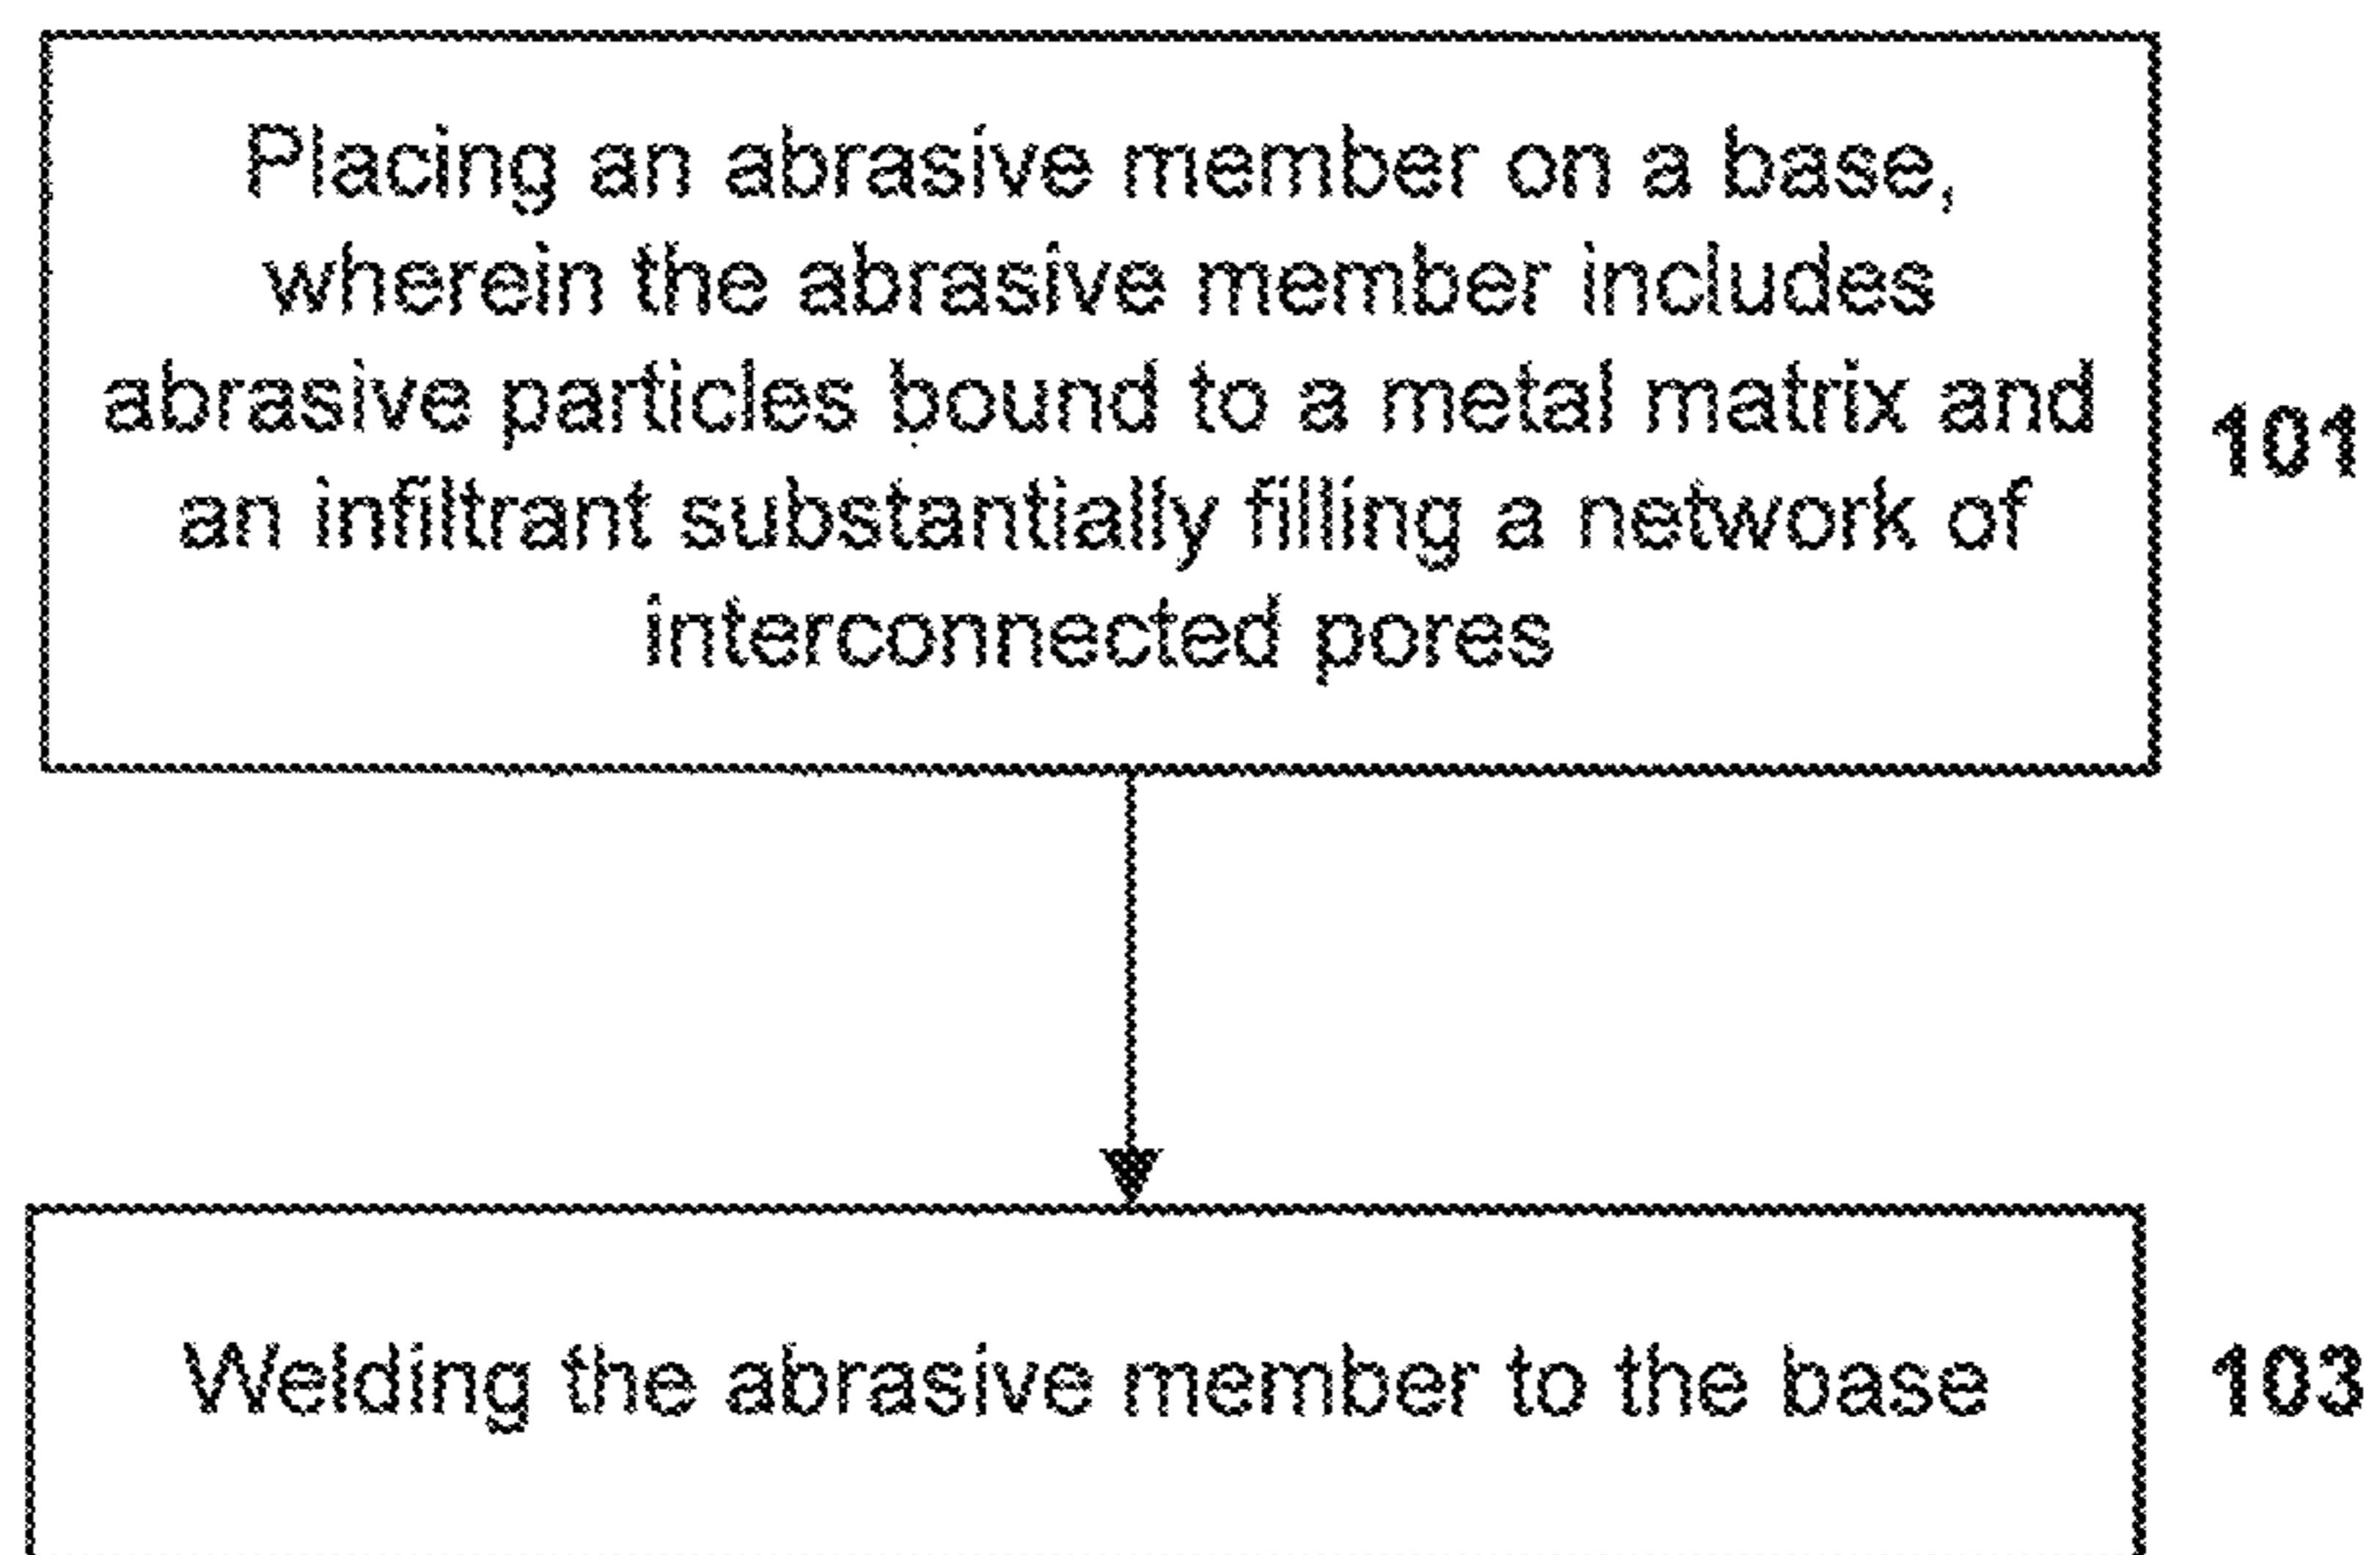 Placing an abrasive member on a base,
wherein the abrasive member includes
abrasive particles bound to a metal matrix and
an infiltrant substantially filling a network of
interconnected pores
101
Welding the abrasive member to the base
103